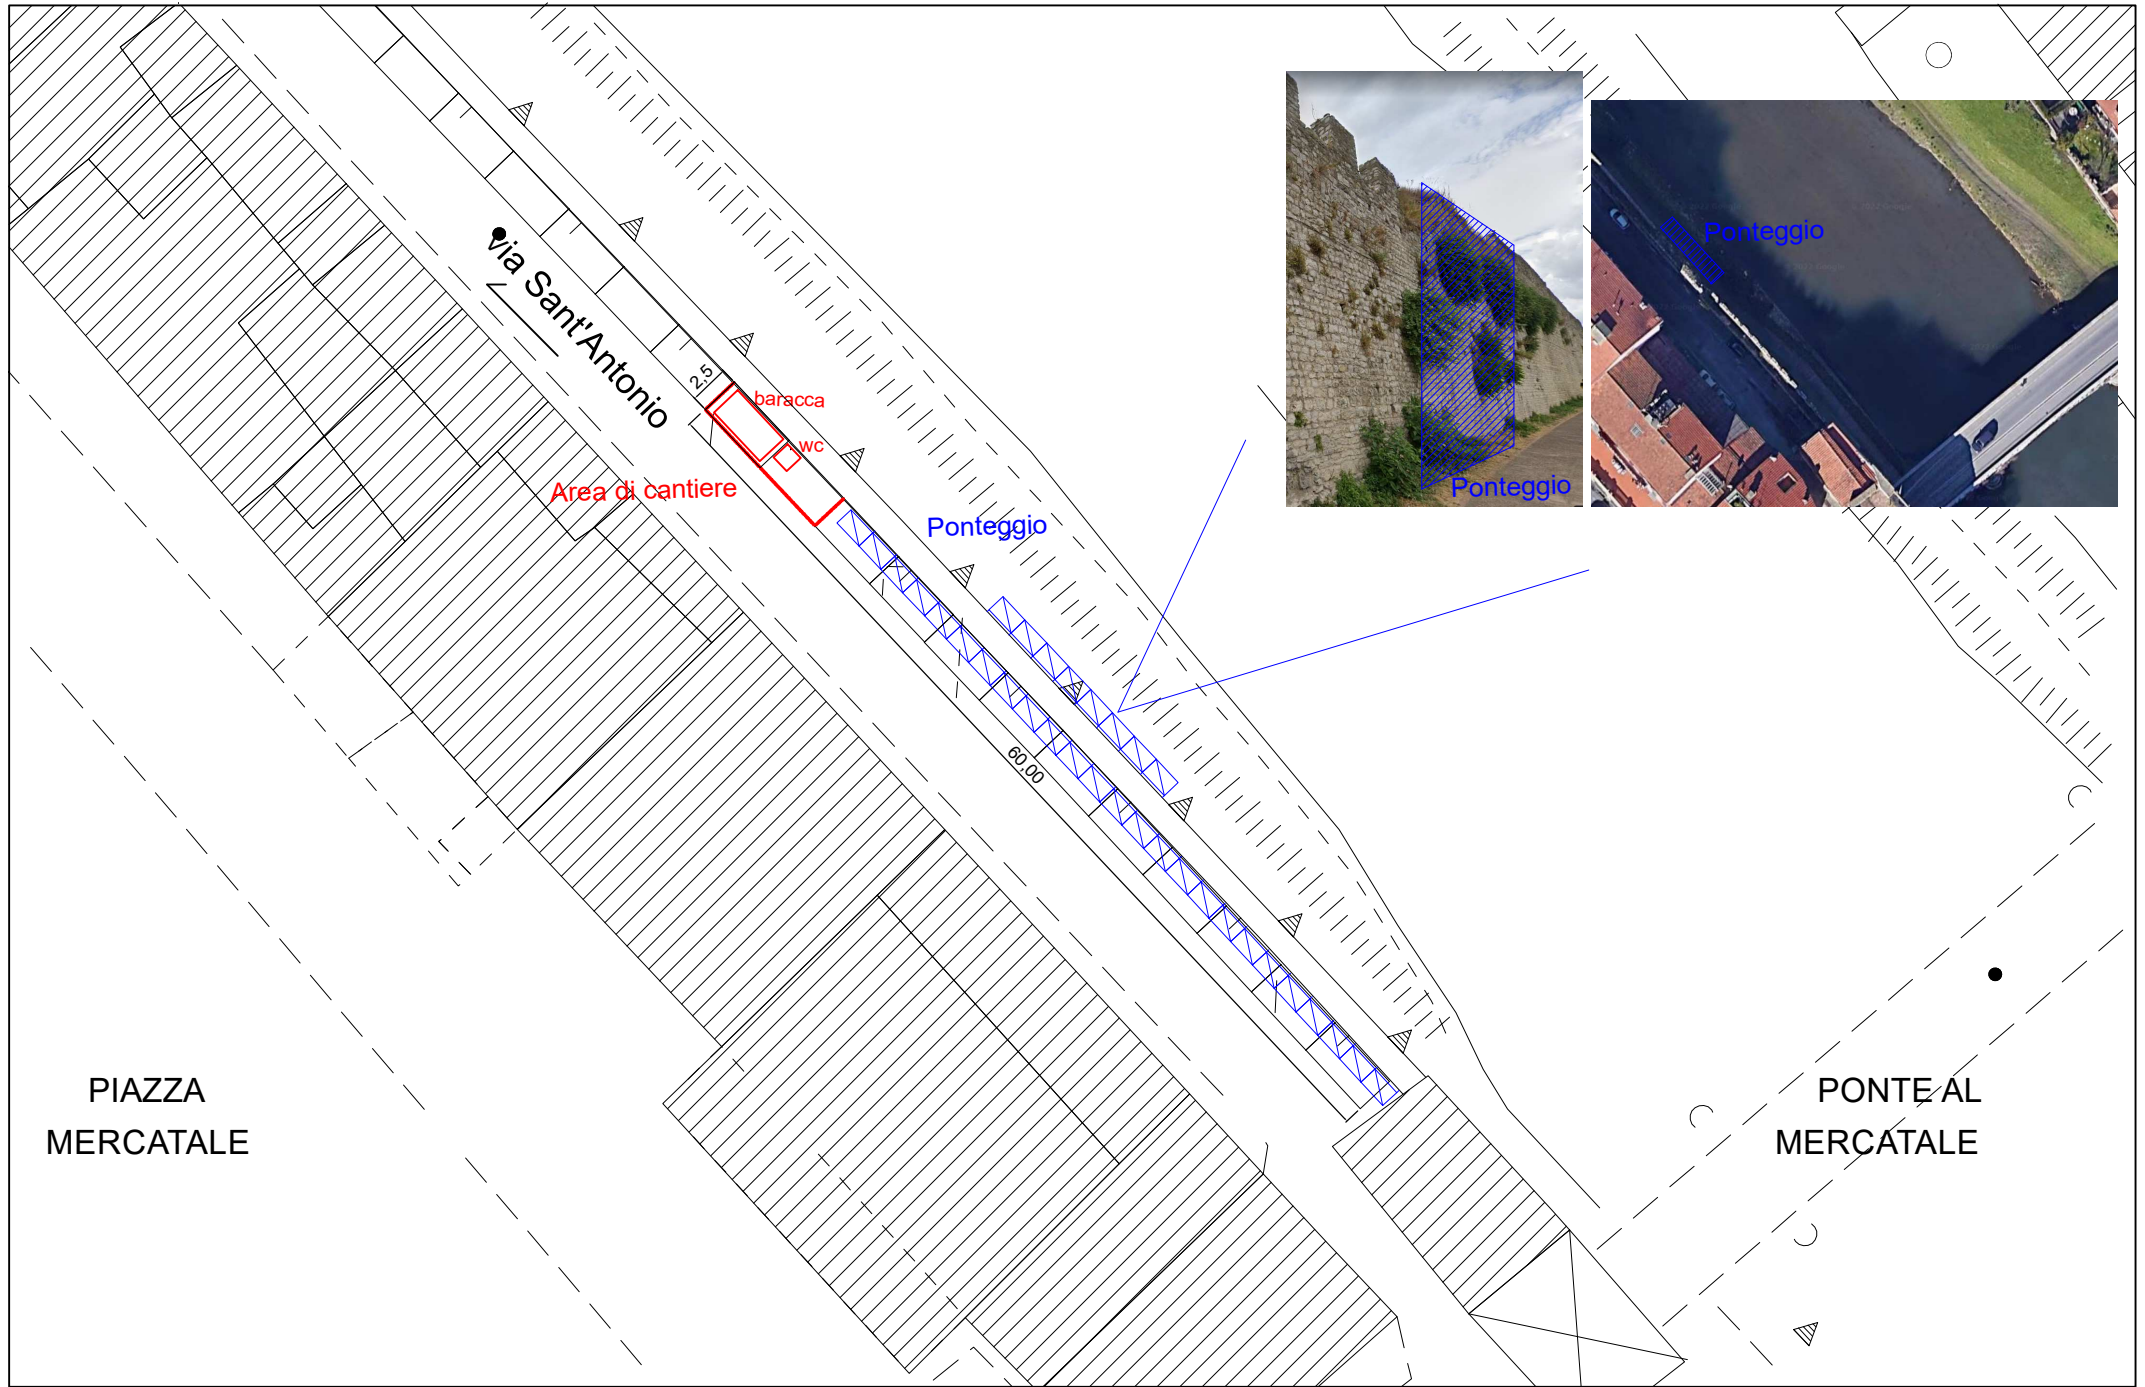 Ponteggio
Ponteggio
via Sant'Antonio
2,5
baracca
wc
Area di cantiere
Ponteggio
60,00
PIAZZA
MERCATALE
PONTE AL
MERCATALE